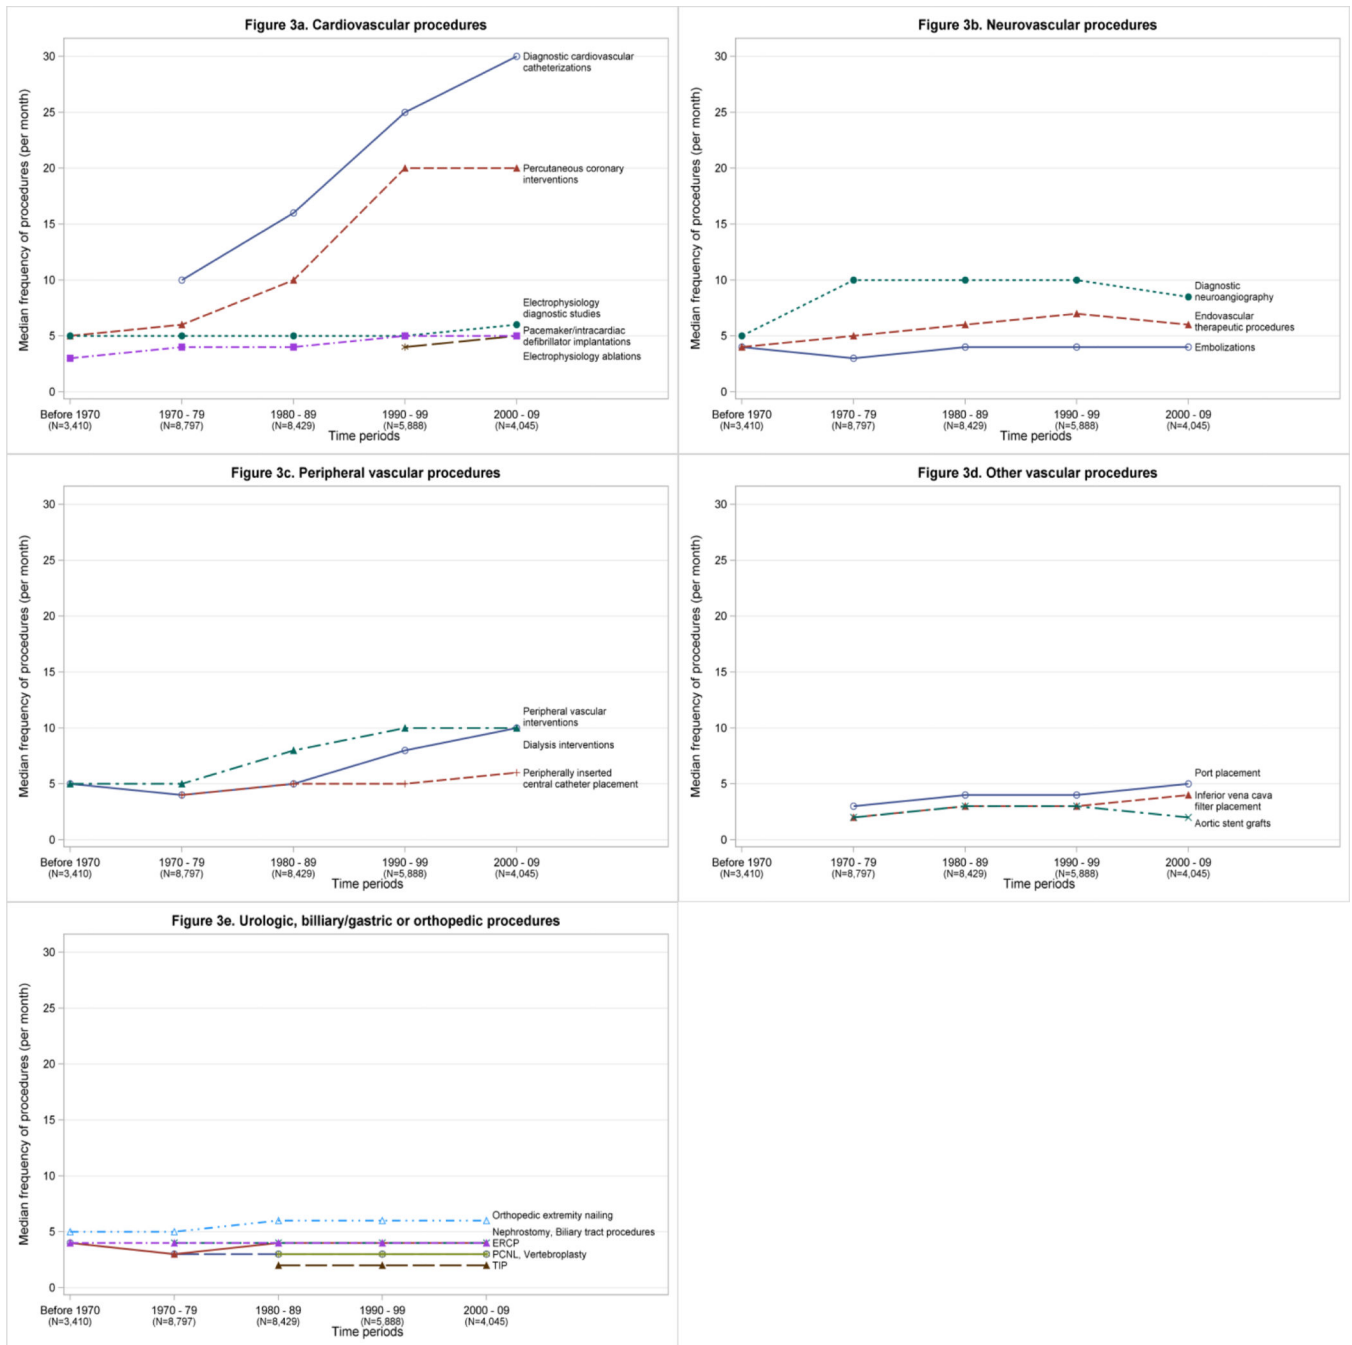 Figure 3a. Cardiovascular procedures
Median frequency of procedures (per month)
30
25
20
15
10
5
0
Diagnostic cardiovascular
catheterizations
Percutaneous coronary
interventions
Electrophysiology
diagnostic studies
Pacemaker/intracardiac
defibrillator implantations
Electrophysiology ablations
Before 1970 1970 - 79 1980 - 89 1990 - 99 2000 - 09
(N=3,410) (N=8,797) (N=8,429) (N=5,888) (N=4,045)
Time periods
Figure 3b. Neurovascular procedures
Median frequency of procedures (per month)
30
25
20
15
10
5
0
Diagnostic
neuroangiography
Endovascular
therapeutic procedures
Embolizations
Before 1970 1970 - 79 1980 - 89 1990 - 99 2000 - 09
(N=3,410) (N=8,797) (N=8,429) (N=5,888) (N=4,045)
Time periods
Figure 3c. Peripheral vascular procedures
Median frequency of procedures (per month)
30
25
20
15
10
5
0
Peripheral vascular
interventions
Dialysis interventions
Peripherally inserted
central catheter placement
Before 1970 1970 - 79 1980 - 89 1990 - 99 2000 - 09
(N=3,410) (N=8,797) (N=8,429) (N=5,888) (N=4,045)
Time periods
Figure 3d. Other vascular procedures
Median frequency of procedures (per month)
30
25
20
15
10
5
0
Port placement
Inferior vena cava
filter placement
Aortic stent grafts
Before 1970 1970 - 79 1980 - 89 1990 - 99 2000 - 09
(N=3,410) (N=8,797) (N=8,429) (N=5,888) (N=4,045)
Time periods
Figure 3e. Urologic, billiary/gastric or orthopedic procedures
Median frequency of procedures (per month)
30
25
20
15
10
5
0
Orthopedic extremity nailing
Nephrostomy, Biliary tract procedures
ERCP
PCNL, Vertebroplasty
TIP
Before 1970 1970 - 79 1980 - 89 1990 - 99 2000 - 09
(N=3,410) (N=8,797) (N=8,429) (N=5,888) (N=4,045)
Time periods